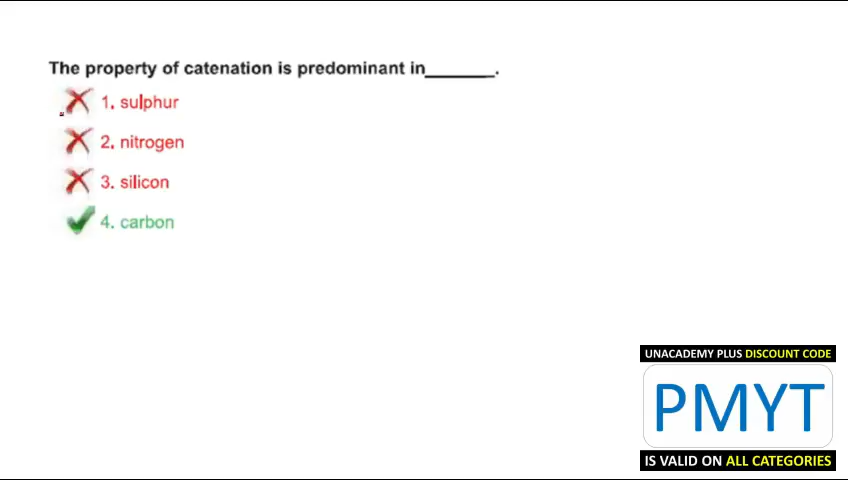 The property of catenation is predominant in_______.
1. sulphur
2. nitrogen
3. silicon
4. carbon
UNACADEMY PLUS DISCOUNT CODE
PMYT
IS VALID ON ALL CATEGORIES